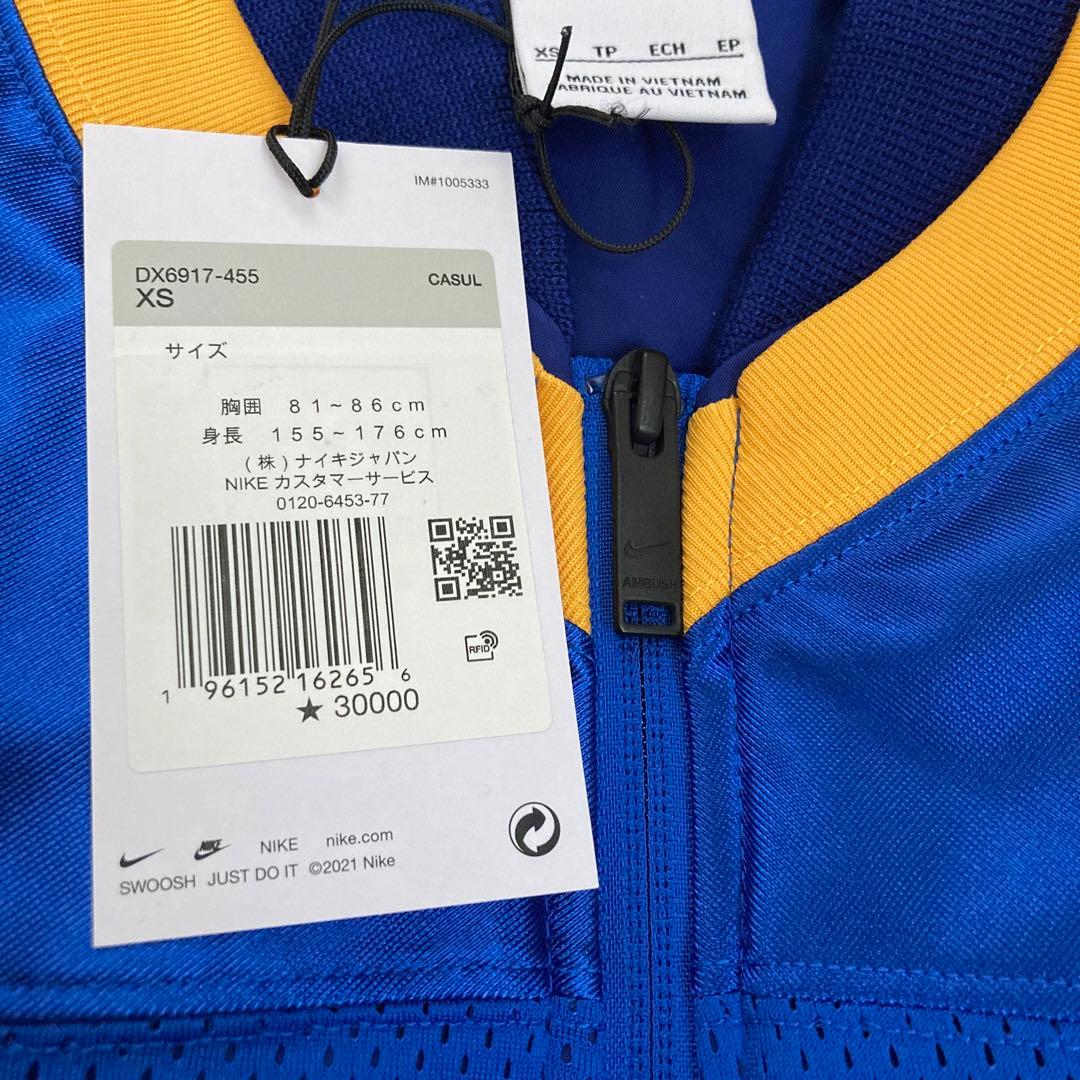 XS TP ECH EP
MADE IN VIETNAM
FABRIQUE AU VIETNAM
IM#1005333
DX6917-455
XS
CASUL
サイズ
胸囲 81~86cm
身長 155~176cm
(株)ナイキジャパン
NIKE カスタマーサービス
0120-6453-77
RFID
1 96152 16265 6
★ 30000
NIKE
NIKE nike.com
SWOOSH JUST DO IT ©2021 Nike
AMBUSH